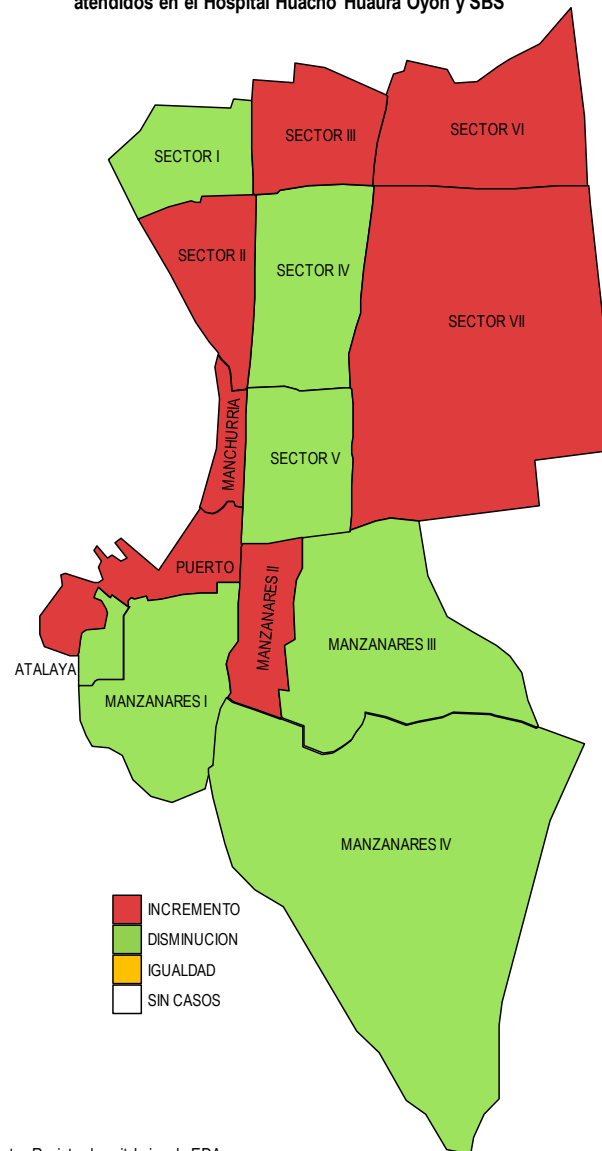 atendidos en el Hospital Huacho Huaura Oyon y SBS
SECTOR VI
SECTOR III
SECTOR I
SECTOR II
SECTOR IV
SECTOR VII
MANCHURRIA
SECTOR V
PUERTO
MANZANARES II
MANZANARES III
ATALAYA
MANZANARES I
MANZANARES IV
INCREMENTO
DISMINUCION
IGUALDAD
SIN CASOS